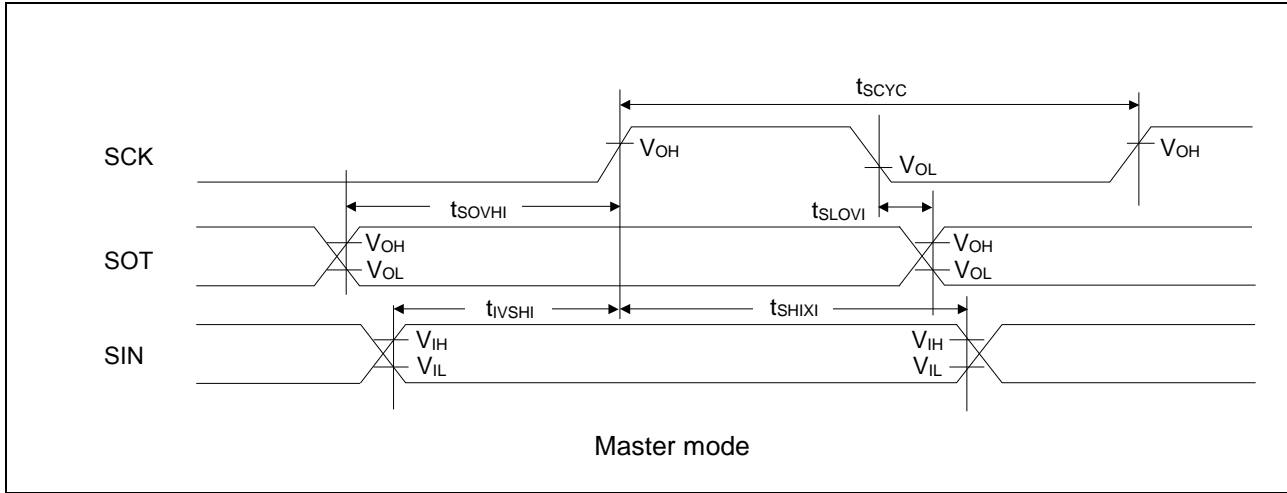 tSCYC
SCK
VOH
VOL
VOH
tSOVHI
tSLOVI
SOT
VOH
VOL
VOH
VOL
tIVSHI
tSHIXI
SIN
VIH
VIL
VIH
VIL
Master mode